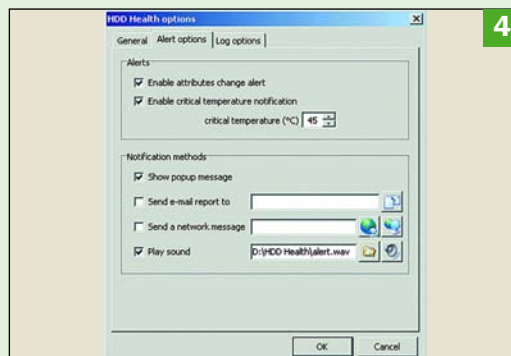 HDD Health options
4
General Alert options Log options
Alerts
Enable attributes change alert
Enable critical temperature notification
critical temperature (°C) 45
Notification methods
Show popup message
Send e-mail report to
Send a network message
Play sound D:\HDD Health\alert.wav
OK Cancel